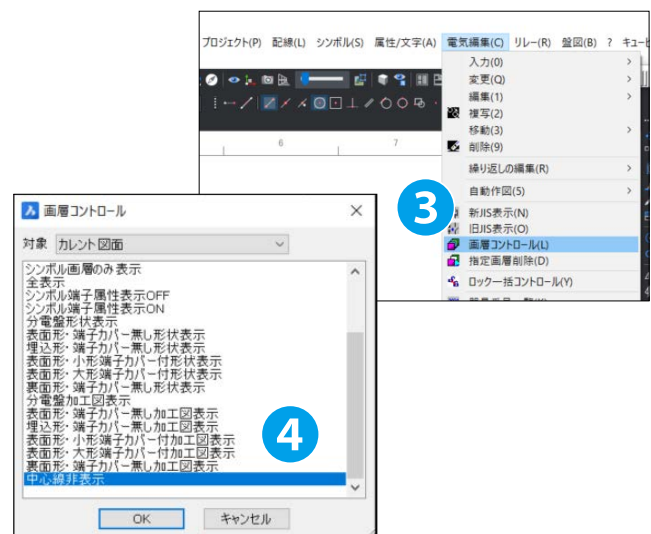 プロジェクト(P) 配線(L) シンボル(S) 属性/文字(A) 電気編集(C) リレー(R) 盤図(B) ? キュービ
入力(0)
変更(Q)
編集(1)
複写(2)
移動(3)
削除(9)
繰り返しの編集(R)
自動作図(5)
新JIS表示(N)
旧JIS表示(O)
画層コントロール(L)
指定画層削除(D)
ロック一括コントロール(Y)
6
7
3
画層コントロール
対象 カレント図面
シンボル画層のみ表示
全表示
シンボル端子属性表示OFF
シンボル端子属性表示ON
分電盤形状表示
表面形・端子カバー無し形状表示
埋込形・端子カバー無し形状表示
表面形・小形端子カバー付形状表示
表面形・大形端子カバー付形状表示
裏面形・端子カバー無し形状表示
分電盤加工図表示
表面形・端子カバー無し加工図表示
埋込形・端子カバー無し加工図表示
表面形・小形端子カバー付加工図表示
表面形・大形端子カバー付加工図表示
裏面形・端子カバー無し加工図表示
中心線非表示
4
OK キャンセル